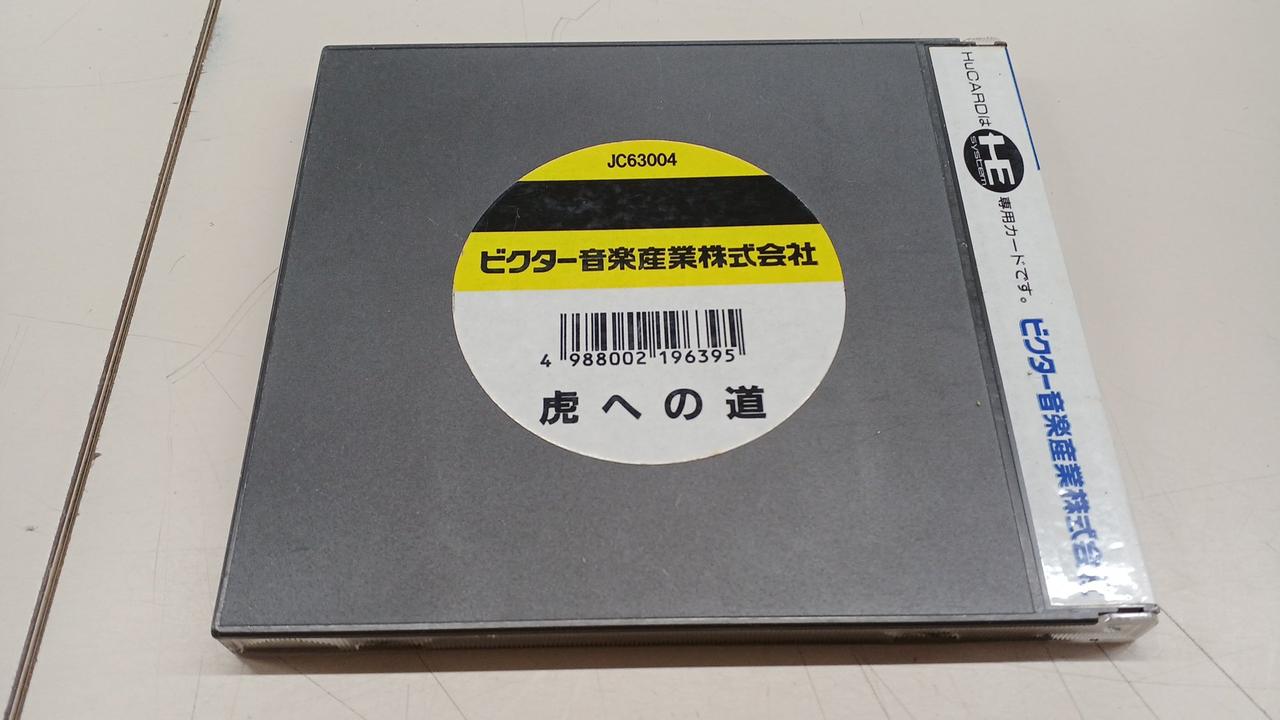 JC63004
ビクター音楽産業株式会社
4 988002 196395
虎への道
HuCARDは HE system 専用カードです。
ビクター音楽産業株式会社